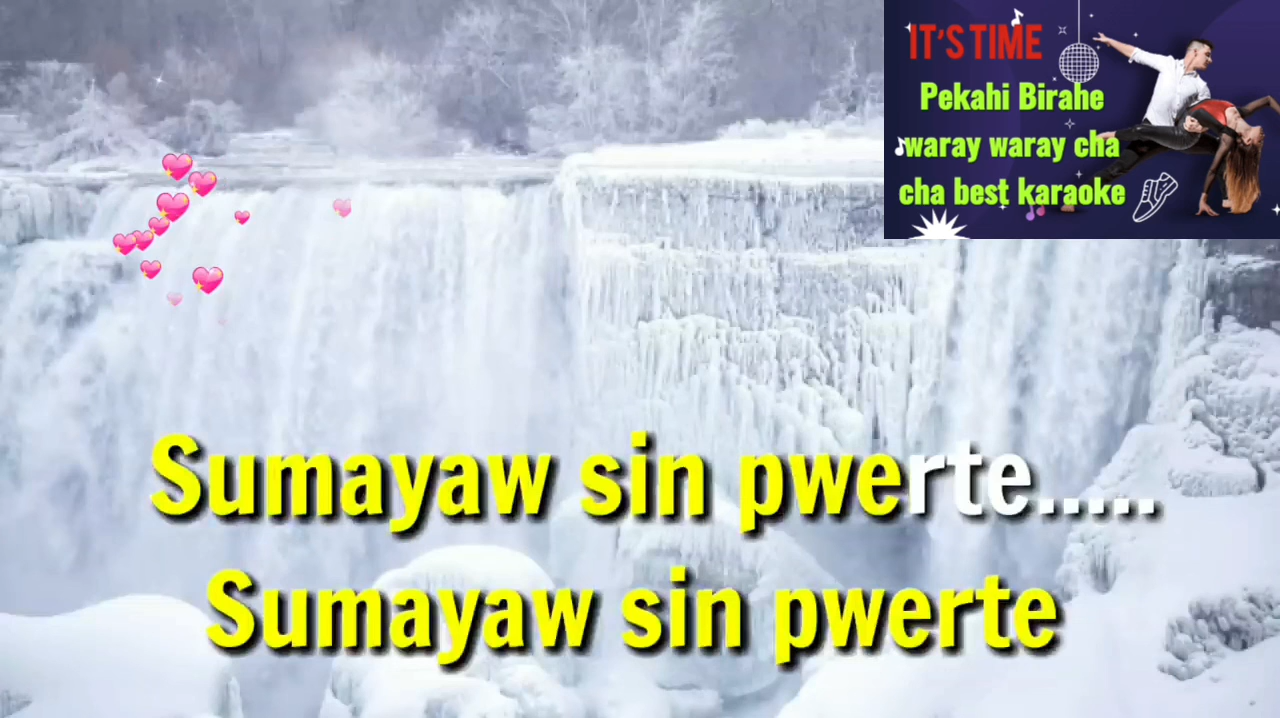 IT'S TIME
Pekahi Birahe
waray waray cha
cha best karaoke
Sumayaw sin pwerte.....
Sumayaw sin pwerte